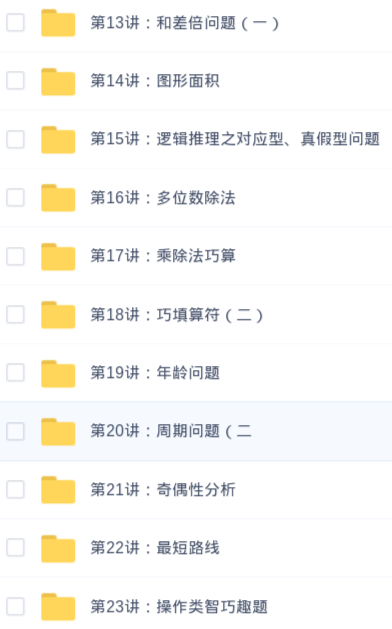 第13讲：和差倍问题（一）
第14讲：图形面积
第15讲：逻辑推理之对应型、真假型问题
第16讲：多位数除法
第17讲：乘除法巧算
第18讲：巧填算符（二）
第19讲：年龄问题
第20讲：周期问题（二
第21讲：奇偶性分析
第22讲：最短路线
第23讲：操作类智巧趣题